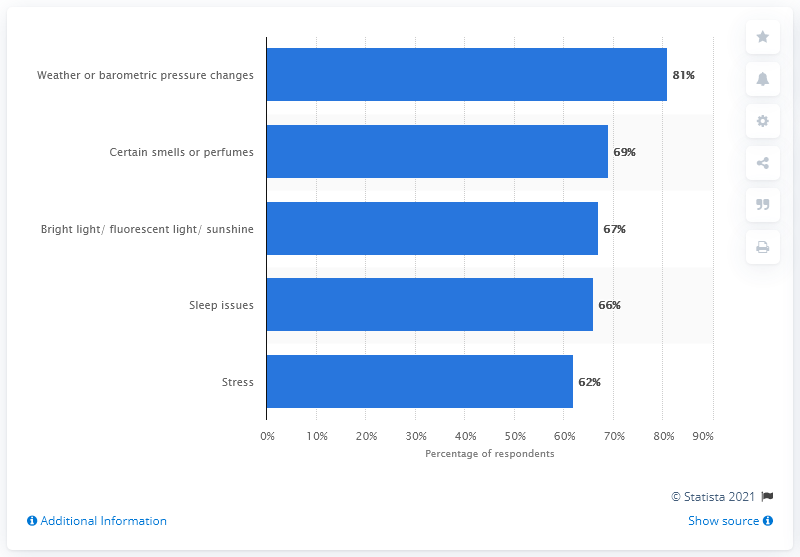 Weather or barometric pressure changes 81%
Certain smells or perfumes 69%
Bright light/ fluorescent light/ sunshine 67%
Sleep issues 66%
Stress 62%
0% 10% 20% 30% 40% 50% 60% 70% 80% 90%
Percentage of respondents
© Statista 2021
Additional Information Show source